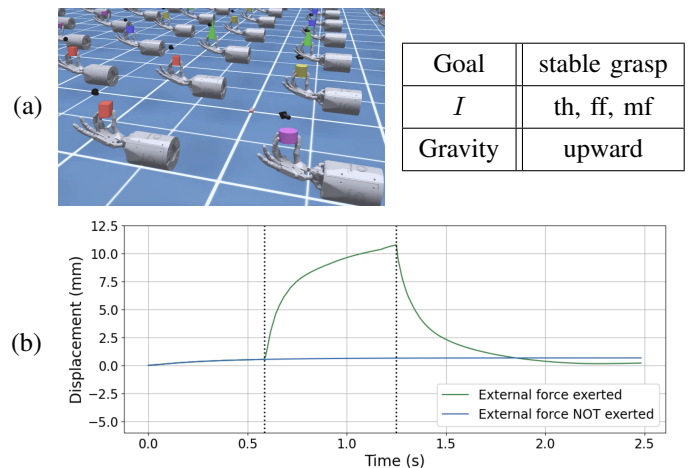 (a)
Goal stable grasp
I th, ff, mf
Gravity upward
(b)
Displacement (mm)
12.5
10.0
7.5
5.0
2.5
0.0
−2.5
−5.0
External force exerted
External force NOT exerted
0.0 0.5 1.0 1.5 2.0 2.5
Time (s)